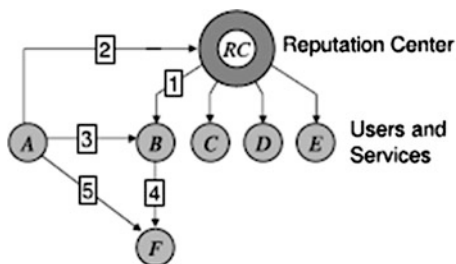 2
RC
Reputation Center
1
A
3
B
C
D
E
Users and
Services
5
4
F